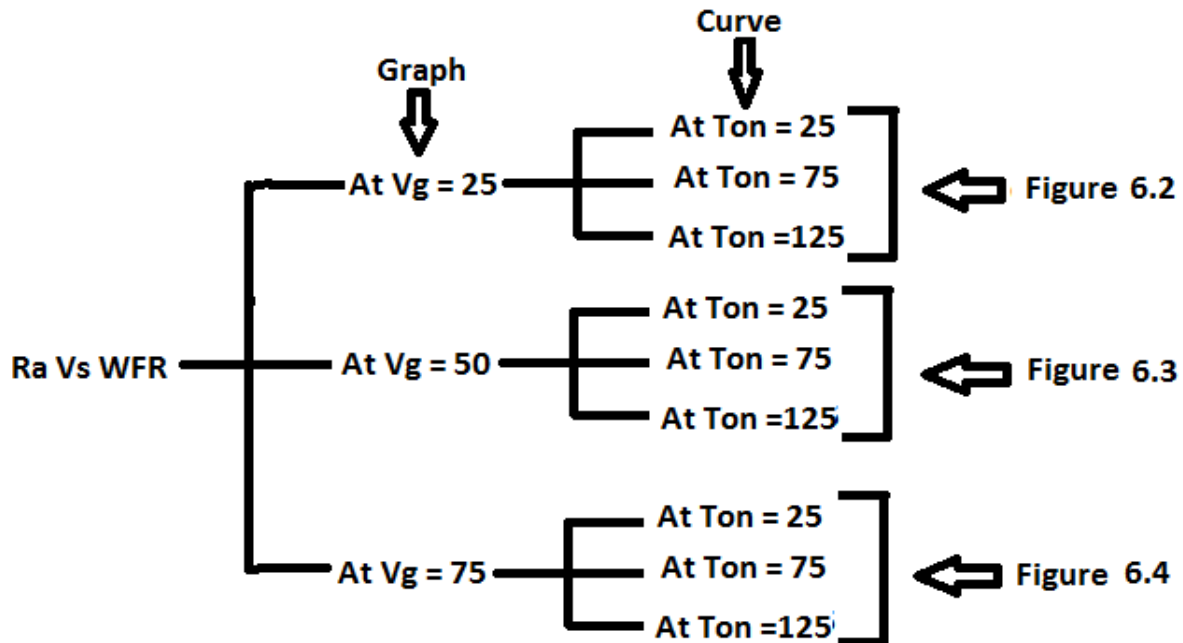 Curve
Graph
At Ton = 25
At Vg = 25
At Ton = 75
Figure 6.2
At Ton =125
At Ton = 25
Ra Vs WFR
At Vg = 50
At Ton = 75
Figure 6.3
At Ton =125
At Ton = 25
At Vg = 75
At Ton = 75
Figure 6.4
At Ton =125